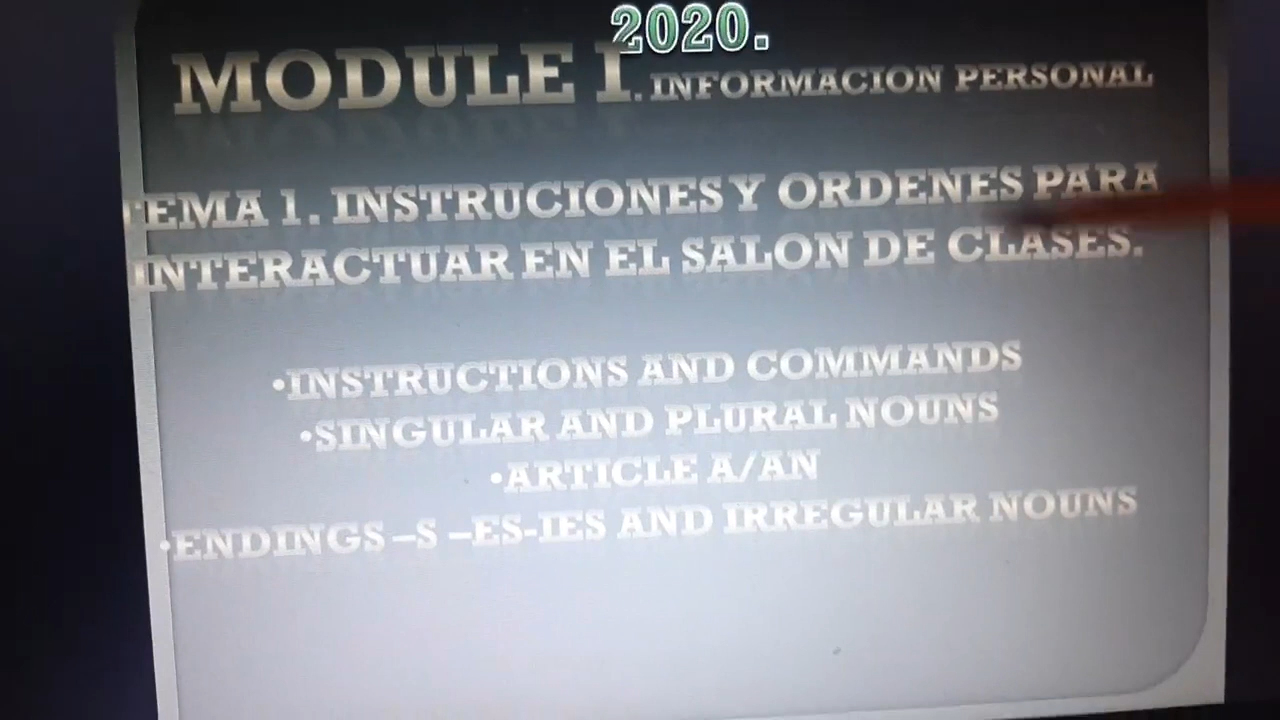 2020.
MODULE I. INFORMACION PERSONAL
TEMA 1. INSTRUCIONES Y ORDENES PARA
INTERACTUAR EN EL SALON DE CLASES.
•INSTRUCTIONS AND COMMANDS
•SINGULAR AND PLURAL NOUNS
•ARTICLE A/AN
•ENDINGS –S –ES-IES AND IRREGULAR NOUNS